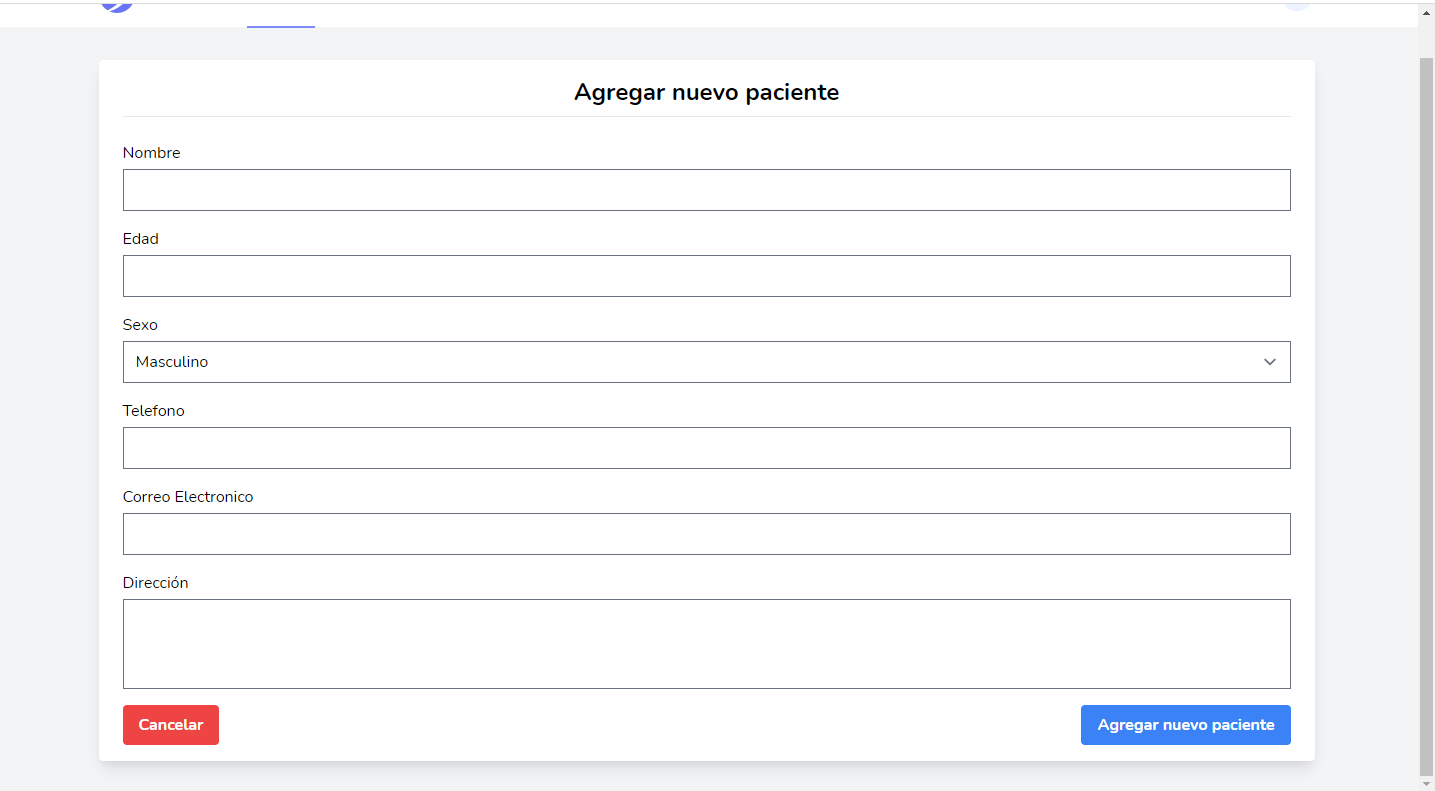 Agregar nuevo paciente
Nombre
Edad
Sexo
Masculino
Telefono
Correo Electronico
Dirección
Cancelar
Agregar nuevo paciente